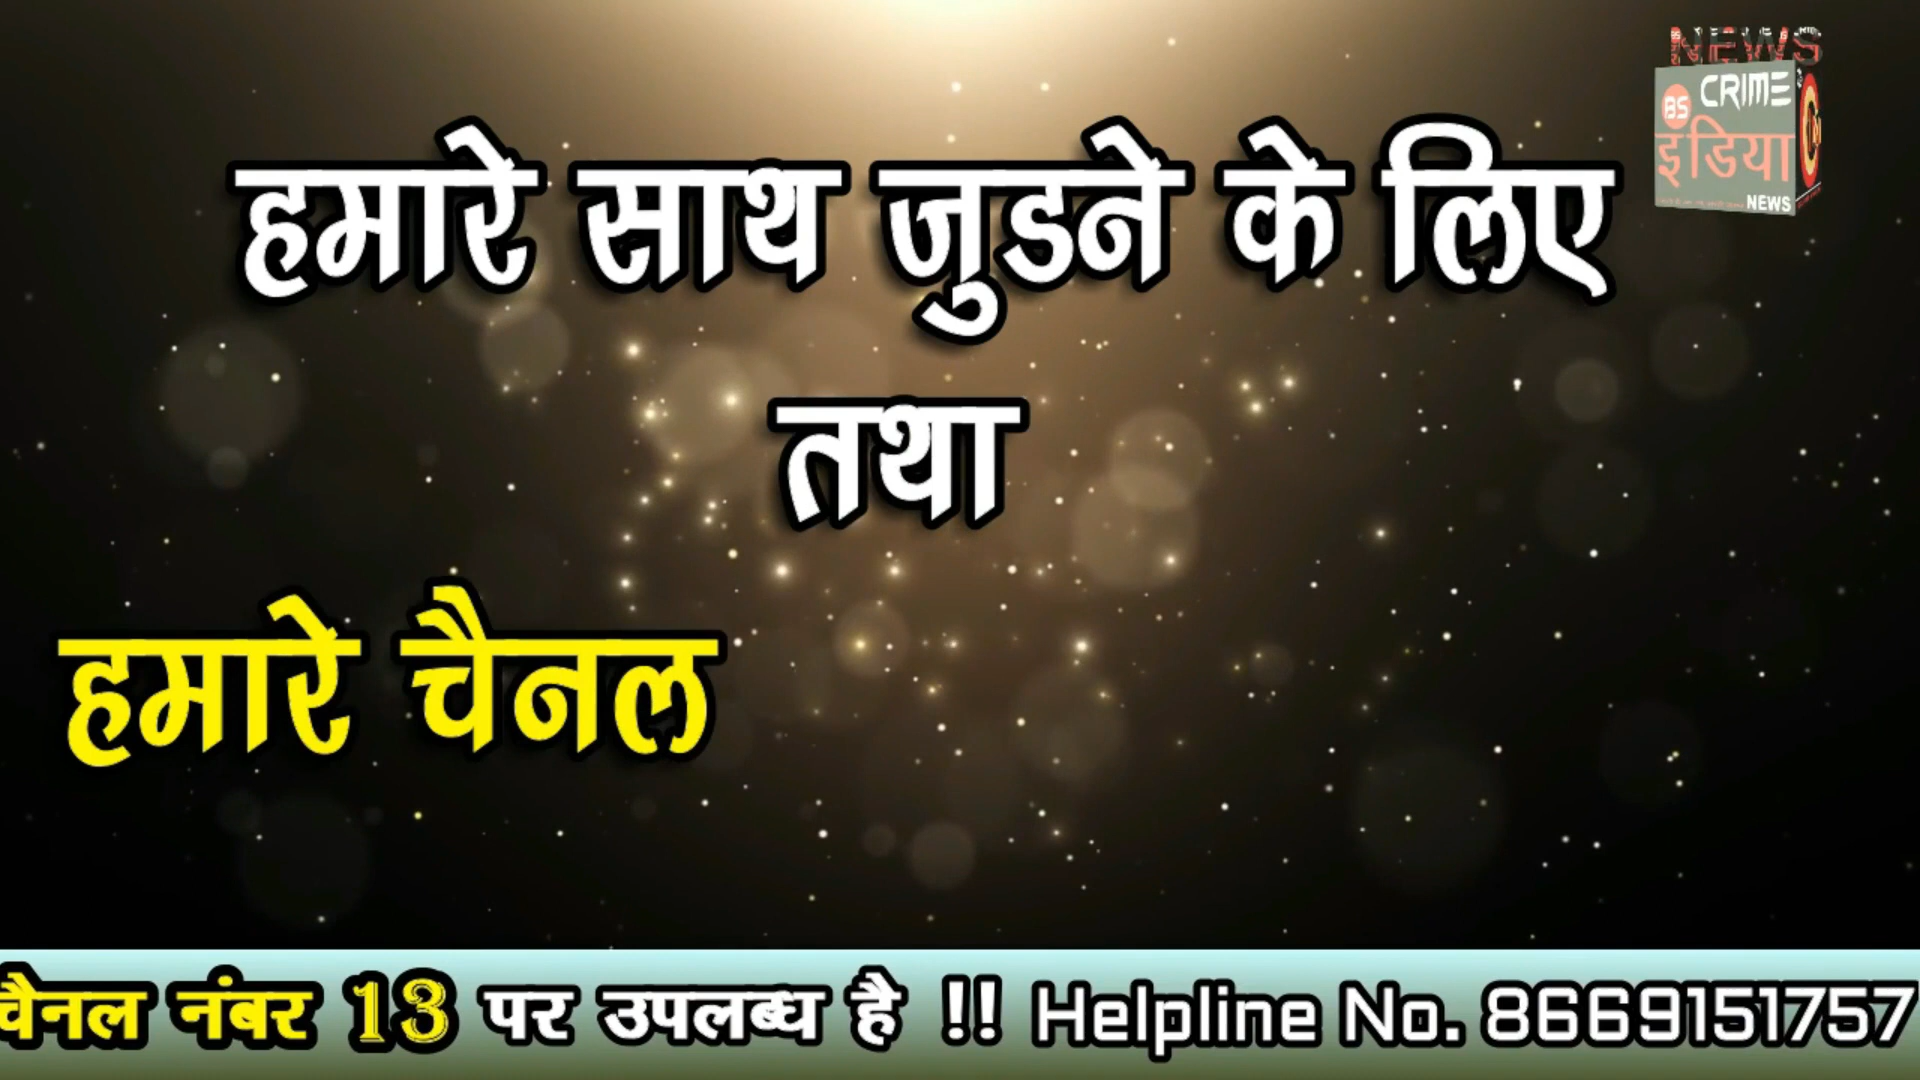 NEWS
CRIME
BS
इंडिया
NEWS
हमारे साथ जुडने के लिए
तथा
हमारे चैनल
चैनल नंबर 13 पर उपलब्ध है !! Helpline No. 8669151757